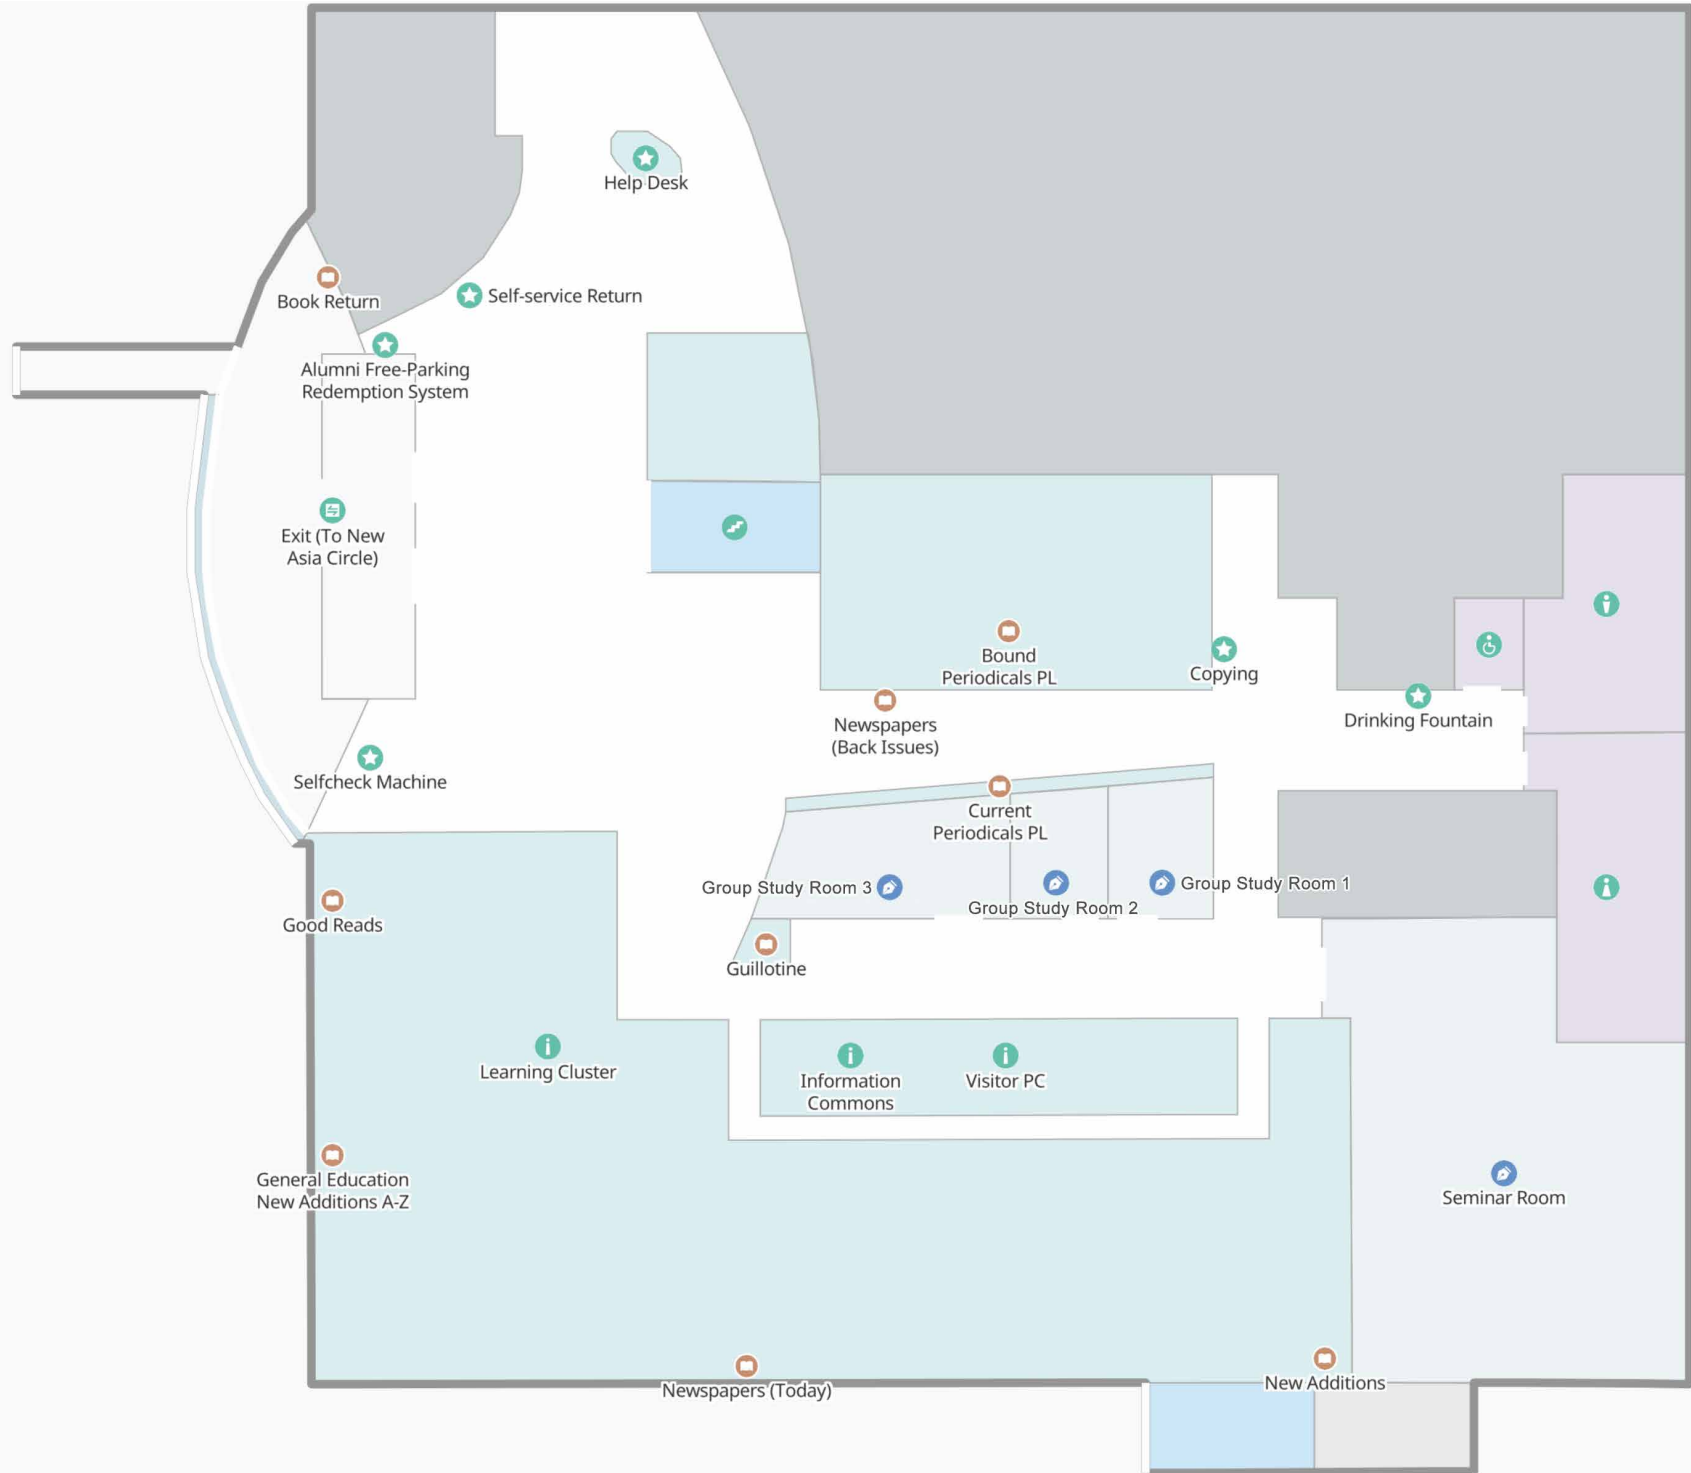 Help Desk
Book Return
Self-service Return
Alumni Free-Parking
Redemption System
Exit (To New
Asia Circle)
Bound
Periodicals PL
Copying
Newspapers
(Back Issues)
Drinking Fountain
Selfcheck Machine
Current
Periodicals PL
Group Study Room 3
Group Study Room 2
Group Study Room 1
Good Reads
Guillotine
Learning Cluster
Information
Commons
Visitor PC
General Education
New Additions A-Z
Seminar Room
Newspapers (Today)
New Additions